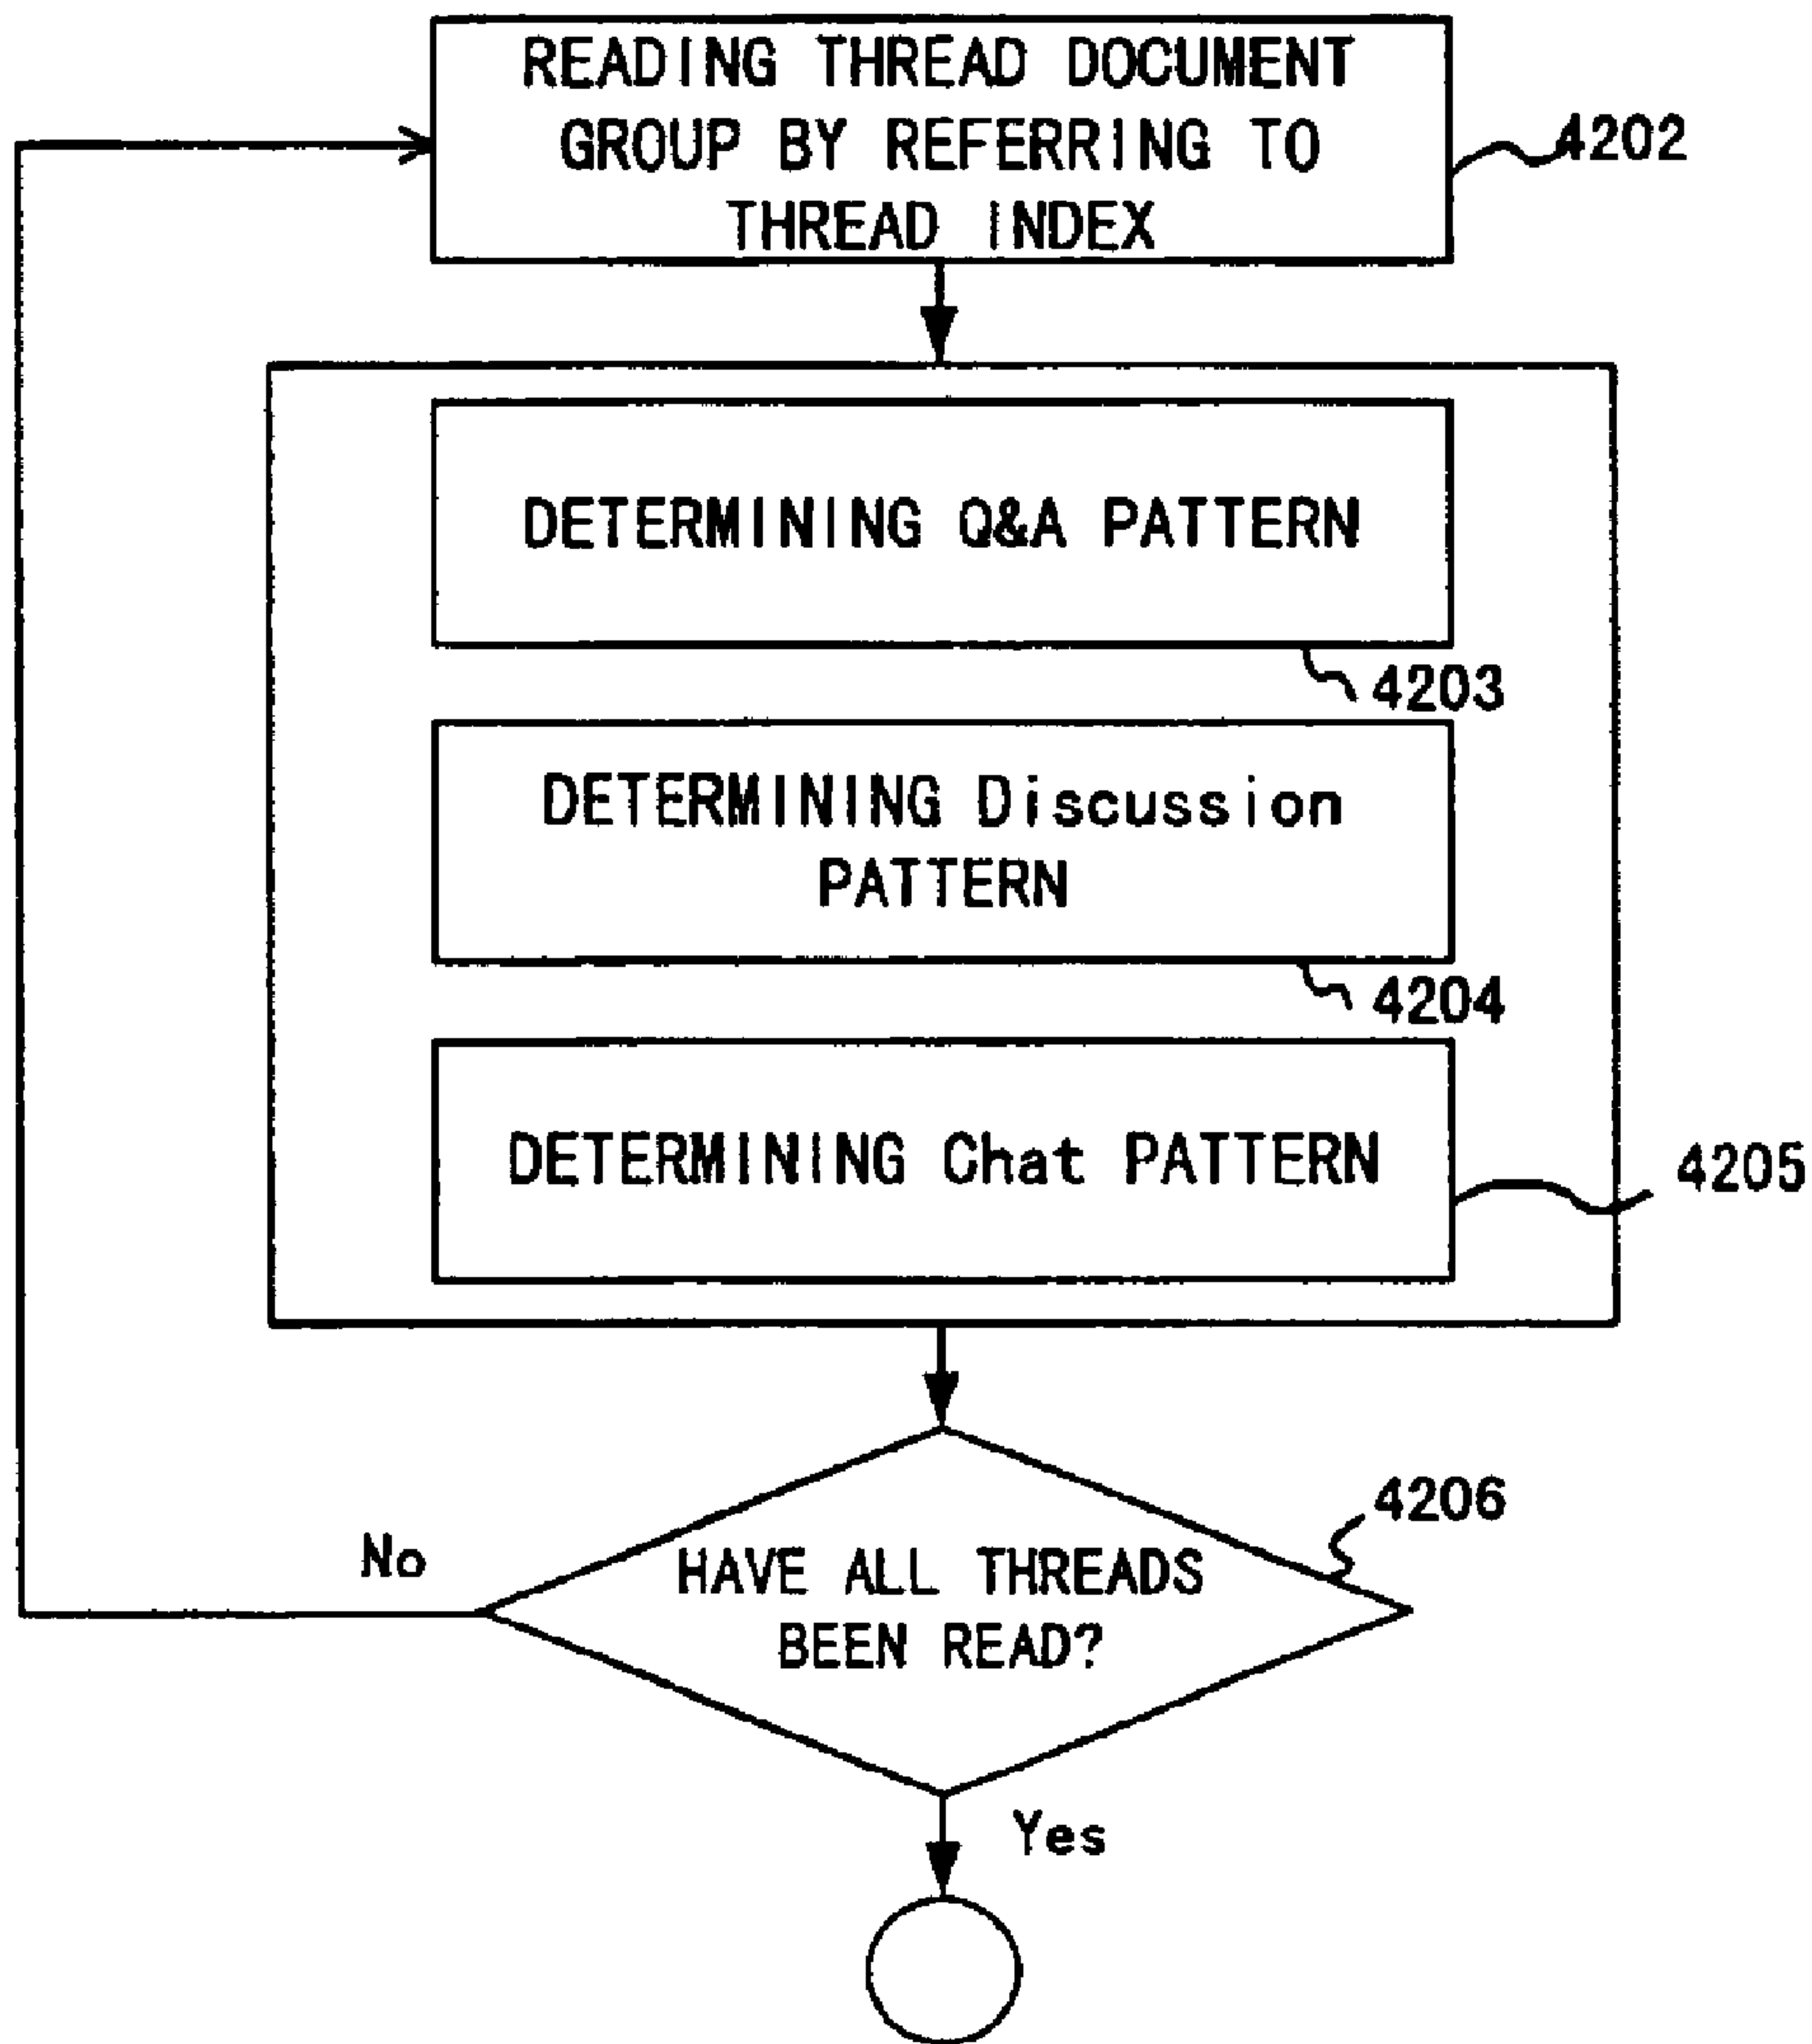 READING THREAD DOCUMENT
GROUP BY REFERRING TO
THREAD INDEX
4202
DETERMINING Q&A PATTERN
4203
DETERMINING Discussion
PATTERN
4204
DETERMINING Chat PATTERN
4205
4206
HAVE ALL THREADS
BEEN READ?
No
Yes